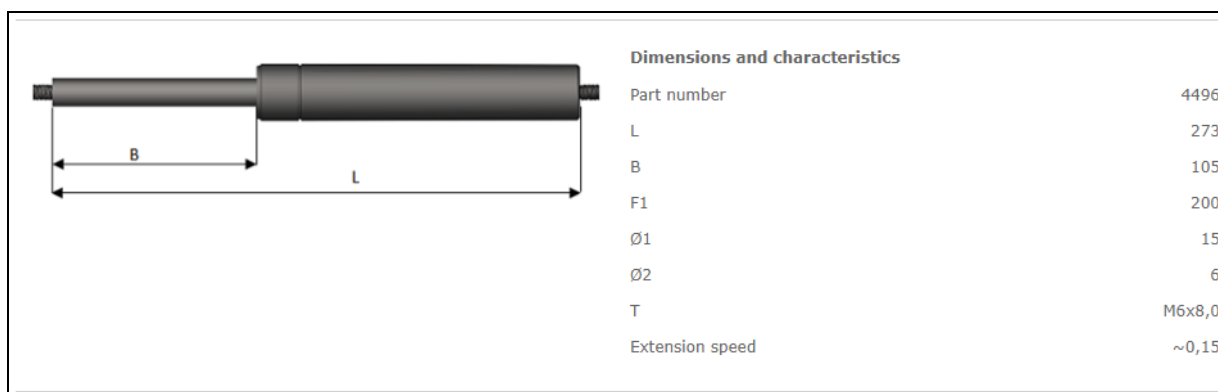 Dimensions and characteristics
Part number 4496
L 273
B 105
F1 200
Ø1 15
Ø2 6
T M6x8,0
Extension speed ~0,15
B
L